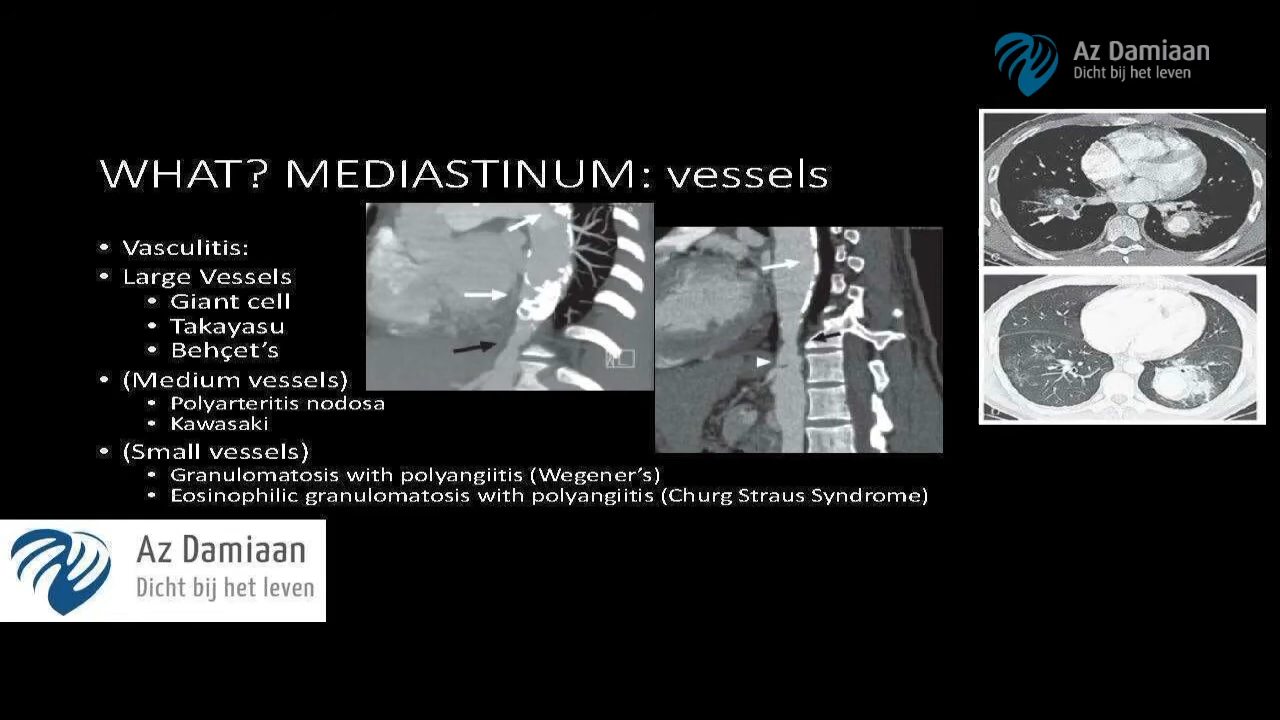 Az Damiaan
Dicht bij het leven
WHAT? MEDIASTINUM: vessels
• Vasculitis:
• Large Vessels
• Giant cell
• Takayasu
• Behçet's
• (Medium vessels)
• Polyarteritis nodosa
• Kawasaki
• (Small vessels)
• Granulomatosis with polyangiitis (Wegener's)
• Eosinophilic granulomatosis with polyangiitis (Churg Straus Syndrome)
Az Damiaan
Dicht bij het leven